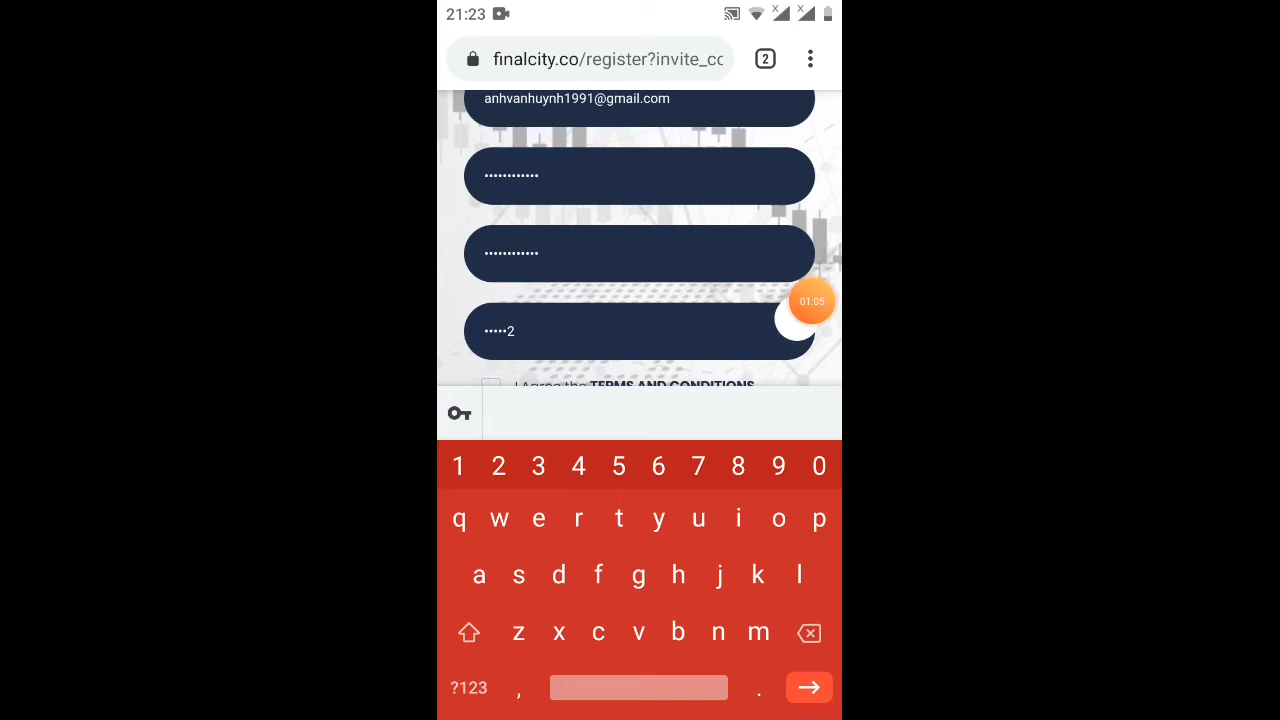 21:23
finalcity.co/register?invite_cc
2
anhvanhuynh1991@gmail.com
••••••••••••
••••••••••••
•••••2
01:05
I Agree the TERMS AND CONDITIONS
1 2 3 4 5 6 7 8 9 0
q w e r t y u i o p
a s d f g h j k l
z x c v b n m
?123 , .